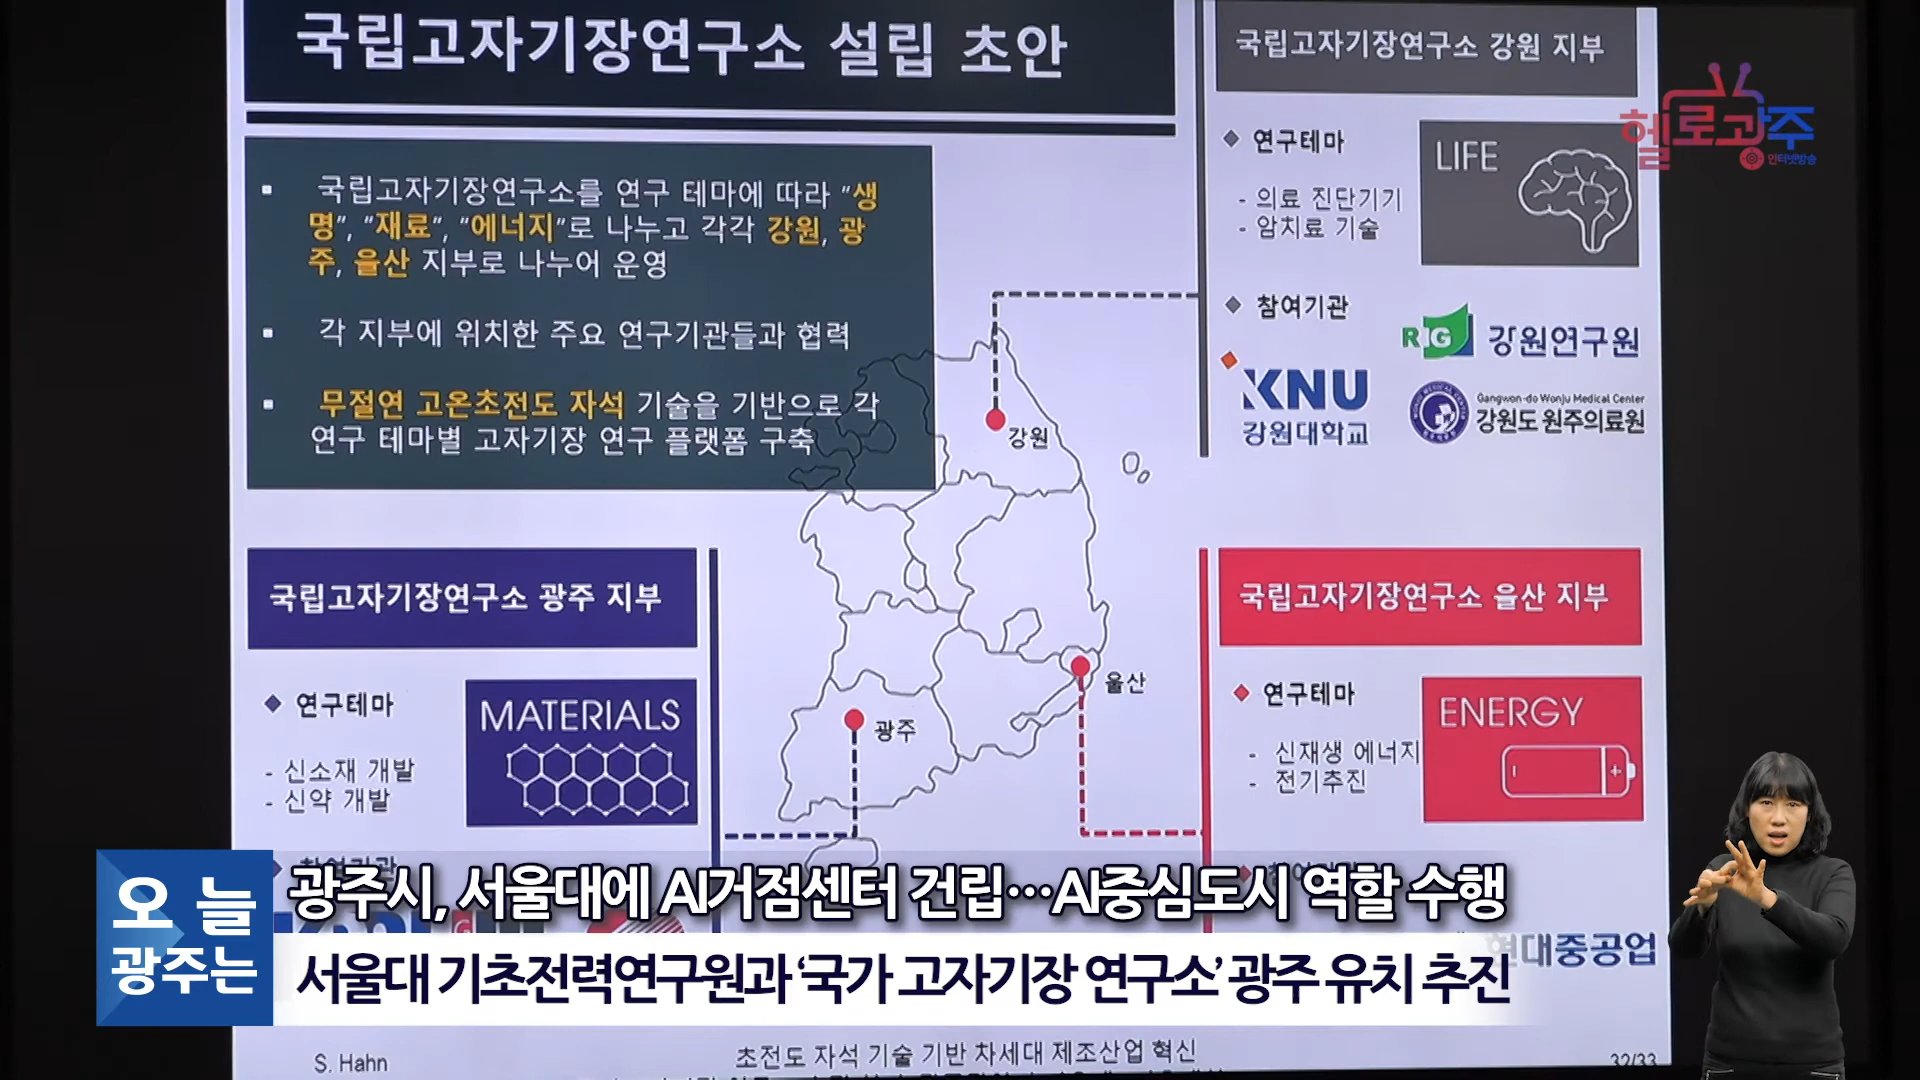 국립고자기장연구소 설립 초안
▪ 국립고자기장연구소를 연구 테마에 따라 “생
명”, “재료”, “에너지”로 나누고 각각 강원, 광
주, 울산 지부로 나누어 운영
▪ 각 지부에 위치한 주요 연구기관들과 협력
▪ 무절연 고온초전도 자석 기술을 기반으로 각
연구 테마별 고자기장 연구 플랫폼 구축
국립고자기장연구소 강원 지부
헬로광주
인터넷방송
◆ 연구테마
- 의료 진단기기
- 암치료 기술
LIFE
◆ 참여기관
RIG 강원연구원
KNU
강원대학교
Gangwon-do Wonju Medical Center
강원도 원주의료원
강원
울산
광주
국립고자기장연구소 광주 지부
◆ 연구테마
- 신소재 개발
- 신약 개발
MATERIALS
국립고자기장연구소 울산 지부
◆ 연구테마
- 신재생 에너지
- 전기추진
ENERGY
현대중공업
오늘
광주는
광주시, 서울대에 AI거점센터 건립…AI중심도시 역할 수행
서울대 기초전력연구원과 ‘국가 고자기장 연구소’ 광주 유치 추진
S. Hahn
초전도 자석 기술 기반 차세대 제조산업 혁신
32/33